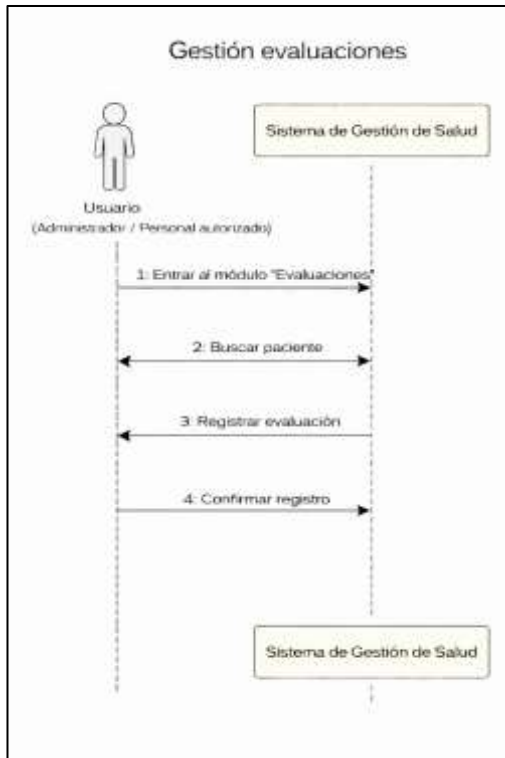 Gestión evaluaciones
Sistema de Gestión de Salud
Usuario
(Administrador / Personal autorizado)
1: Entrar al módulo "Evaluaciones"
2: Buscar paciente
3: Registrar evaluación
4: Confirmar registro
Sistema de Gestión de Salud